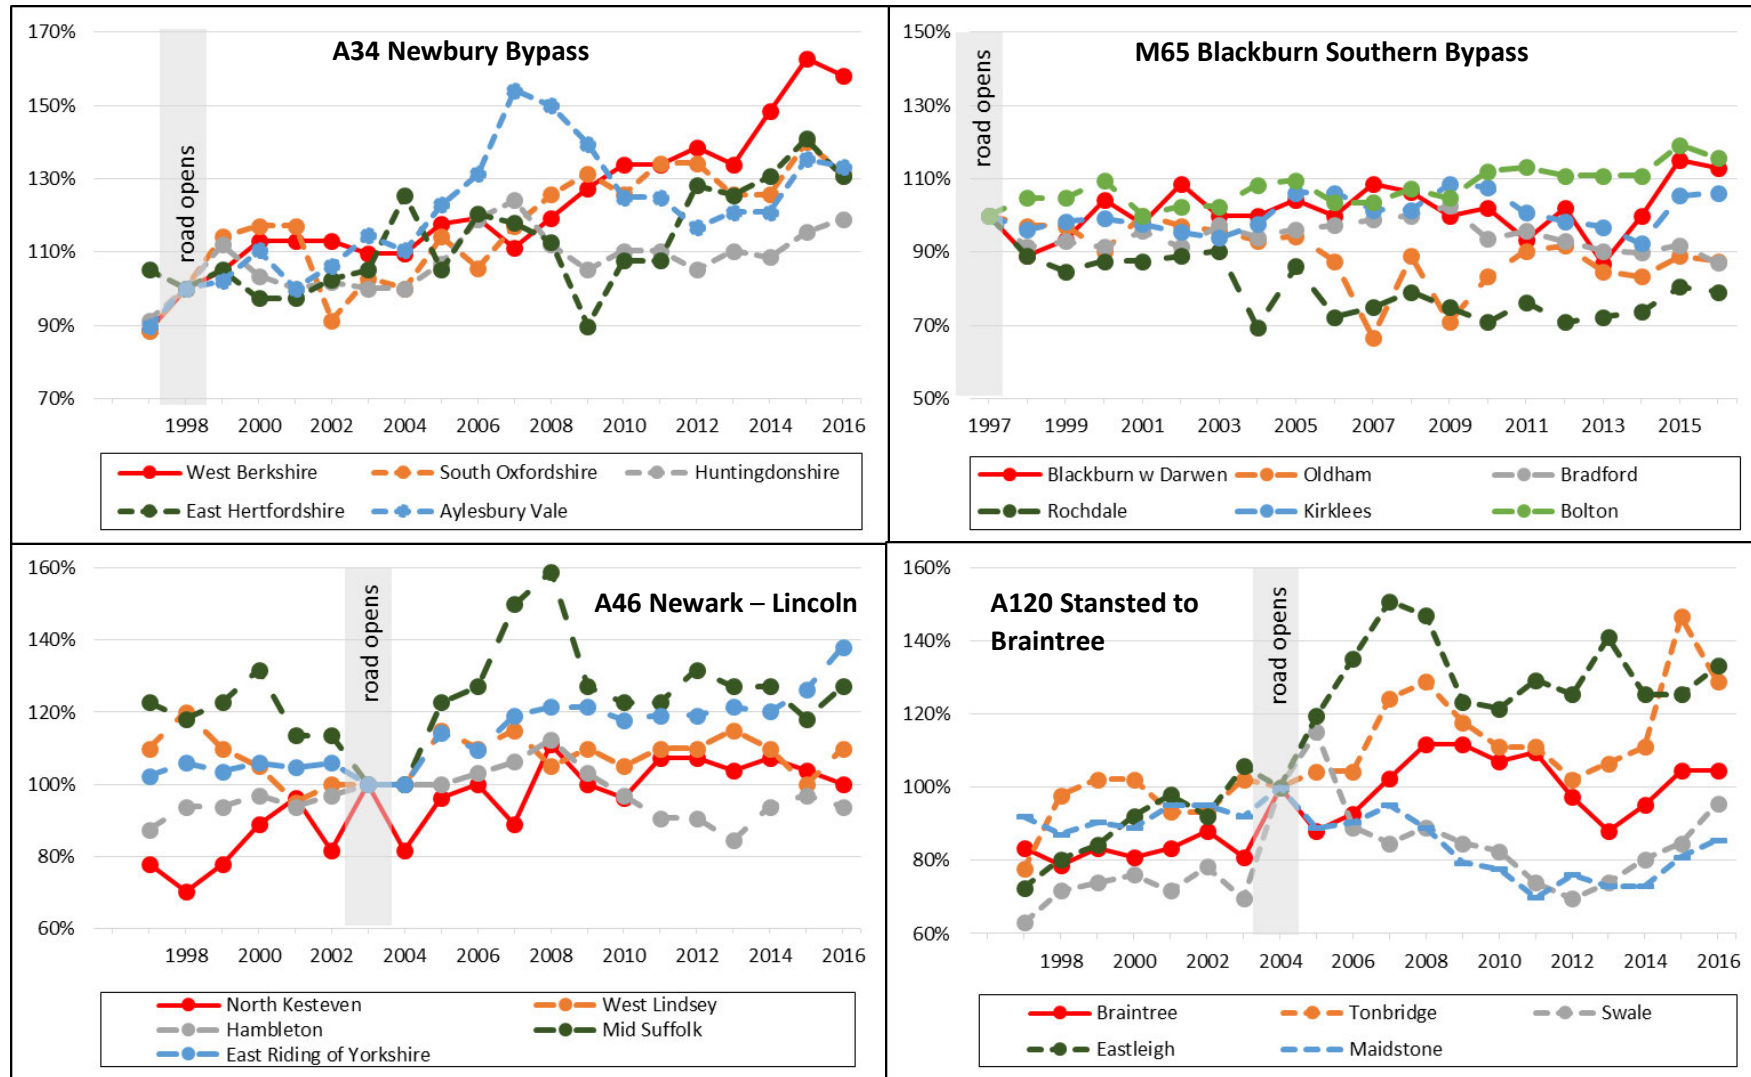 A34 Newbury Bypass
170%
150%
130%
110%
90%
70%
road opens
1998 2000 2002 2004 2006 2008 2010 2012 2014 2016
West Berkshire South Oxfordshire Huntingdonshire
East Hertfordshire Aylesbury Vale
M65 Blackburn Southern Bypass
150%
130%
110%
90%
70%
50%
road opens
1997 1999 2001 2003 2005 2007 2009 2011 2013 2015
Blackburn w Darwen Oldham Bradford
Rochdale Kirklees Bolton
A46 Newark – Lincoln
160%
140%
120%
100%
80%
60%
road opens
1998 2000 2002 2004 2006 2008 2010 2012 2014 2016
North Kesteven West Lindsey
Hambleton Mid Suffolk
East Riding of Yorkshire
A120 Stansted to
Braintree
160%
140%
120%
100%
80%
60%
road opens
1998 2000 2002 2004 2006 2008 2010 2012 2014 2016
Braintree Tonbridge Swale
Eastleigh Maidstone